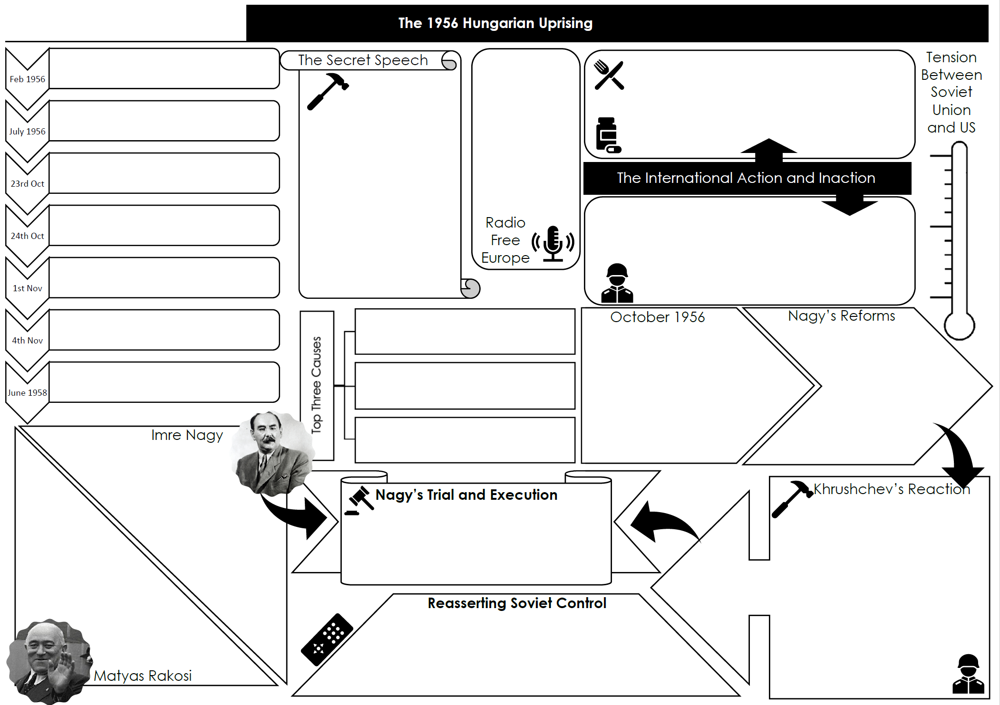 The 1956 Hungarian Uprising
Feb 1956
July 1956
23rd Oct
24th Oct
1st Nov
4th Nov
June 1958
The Secret Speech
Radio
Free
Europe
The International Action and Inaction
Tension
Between
Soviet
Union
and US
Top Three Causes
October 1956
Nagy’s Reforms
Imre Nagy
Matyas Rakosi
Nagy’s Trial and Execution
Khrushchev’s Reaction
Reasserting Soviet Control